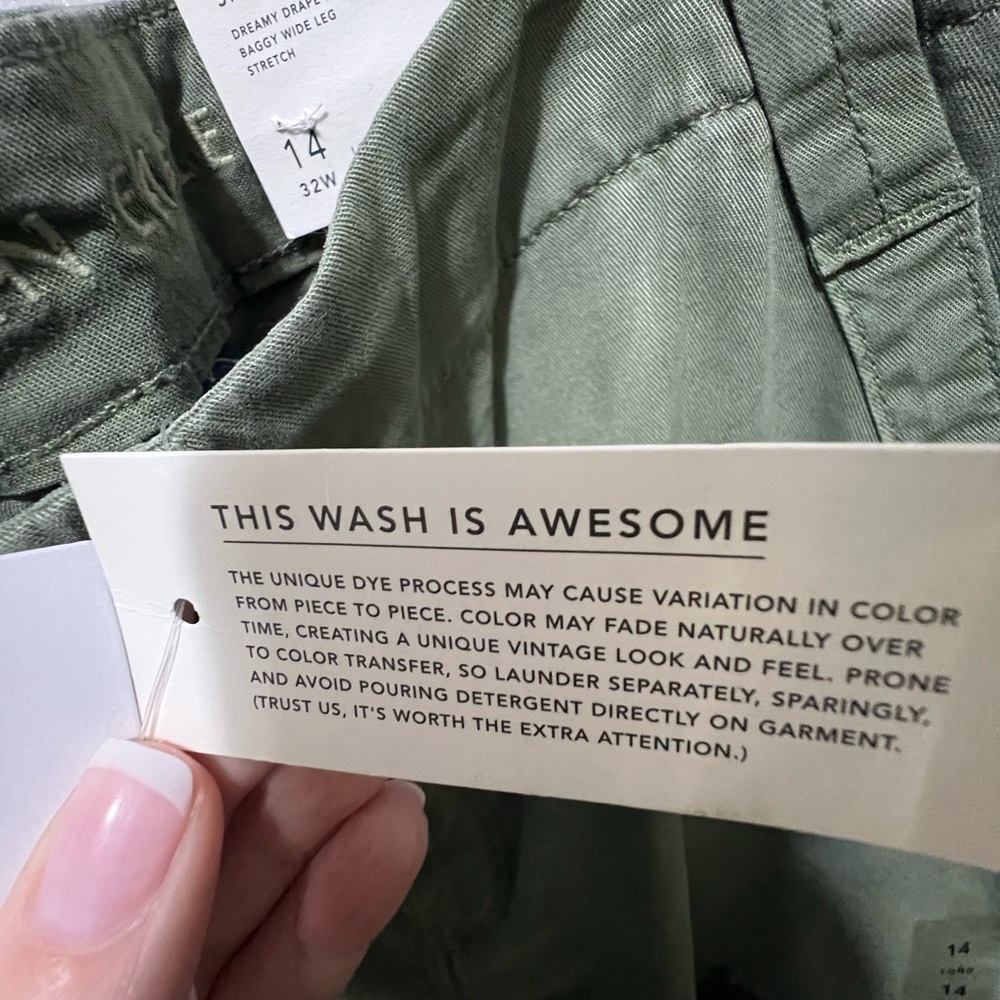 DREAMY DRAPE
BAGGY WIDE LEG
STRETCH
14
32W
THIS WASH IS AWESOME
THE UNIQUE DYE PROCESS MAY CAUSE VARIATION IN COLOR
FROM PIECE TO PIECE. COLOR MAY FADE NATURALLY OVER
TIME, CREATING A UNIQUE VINTAGE LOOK AND FEEL. PRONE
TO COLOR TRANSFER, SO LAUNDER SEPARATELY, SPARINGLY,
AND AVOID POURING DETERGENT DIRECTLY ON GARMENT.
(TRUST US, IT'S WORTH THE EXTRA ATTENTION.)
14
14